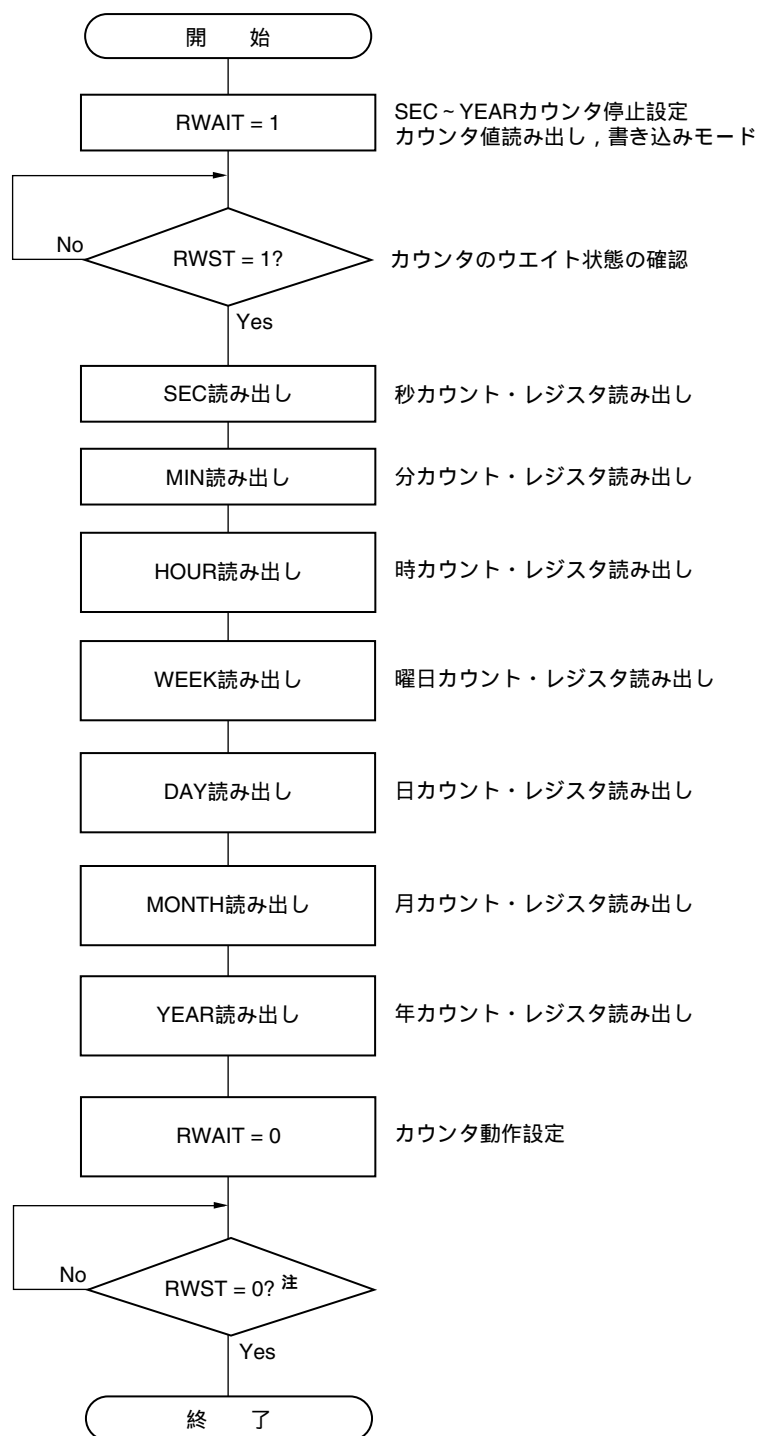 開 始
RWAIT = 1
SEC~YEARカウンタ停止設定
カウンタ値読み出し,書き込みモード
No
RWST = 1?
カウンタのウエイト状態の確認
Yes
SEC読み出し
秒カウント・レジスタ読み出し
MIN読み出し
分カウント・レジスタ読み出し
HOUR読み出し
時カウント・レジスタ読み出し
WEEK読み出し
曜日カウント・レジスタ読み出し
DAY読み出し
日カウント・レジスタ読み出し
MONTH読み出し
月カウント・レジスタ読み出し
YEAR読み出し
年カウント・レジスタ読み出し
RWAIT = 0
カウンタ動作設定
No
RWST = 0? 注
Yes
終 了